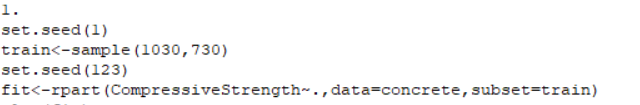 1.
set.seed(1)
train<-sample(1030,730)
set.seed(123)
fit<-rpart(CompressiveStrength~.,data=concrete,subset=train)